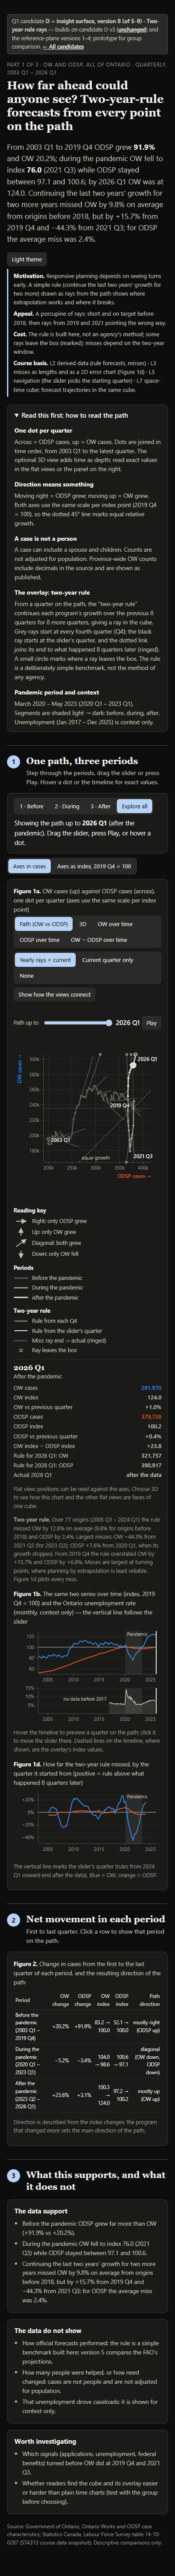 Q1 candidate D + insight surface, version 8 (of 5–9) · Two-
year-rule rays — builds on candidate D v3 (unchanged) and
the reference-plane versions 1–4; prototype for group
comparison. ← All candidates
PART 1 OF 3 · OW AND ODSP, ALL OF ONTARIO · QUARTERLY,
2003 Q1 – 2026 Q1
How far ahead could
anyone see? Two-year-rule
forecasts from every point
on the path
From 2003 Q1 to 2019 Q4 ODSP grew 91.9%
and OW 20.2%; during the pandemic OW fell to
index 76.0 (2021 Q3) while ODSP stayed
between 97.1 and 100.6; by 2026 Q1 OW was at
124.0. Continuing the last two years' growth for
two more years missed OW by 9.8% on average
from origins before 2018, but by +15.7% from
2019 Q4 and −44.3% from 2021 Q3; for ODSP
the average miss was 2.4%.
Light theme
Motivation. Responsive planning depends on seeing turns
early. A simple rule (continue the last two years' growth for
two more) drawn as rays from the path shows where
extrapolation works and where it breaks.
Appeal. A porcupine of rays: short and on target before
2018, then rays from 2019 and 2021 pointing the wrong way.
Cost. The rule is built here, not an agency's method; some
rays leave the box (marked); misses depend on the two-year
window.
Course basis. L2 derived data (rule forecasts, misses) · L3
misses as lengths and as a 2D error chart (Figure 1d) · L5
navigation (the slider picks the starting quarter) · L7 space-
time cube: forecast trajectories in the same cube.
▾ Read this first: how to read the path
One dot per quarter
Across = ODSP cases, up = OW cases. Dots are joined in
time order, from 2003 Q1 to the latest quarter. The
optional 3D view adds time as depth; read exact values
in the flat views or the panel on the right.
Direction means something
Moving right = ODSP grew; moving up = OW grew.
Both axes use the same scale per index point (2019 Q4
= 100), so the dotted 45° line marks equal relative
growth.
A case is not a person
A case can include a spouse and children. Counts are
not adjusted for population. Province-wide OW counts
include decimals in the source and are shown as
published.
The overlay: two-year rule
From a quarter on the path, the "two-year rule"
continues each program's growth over the previous 8
quarters for 8 more quarters, giving a ray in the cube.
Grey rays start at every fourth quarter (Q4); the black
ray starts at the slider's quarter, and the dotted link
joins its end to what happened 8 quarters later (ringed).
A small circle marks where a ray leaves the box. The rule
is a deliberately simple benchmark, not the method of
any agency.
Pandemic period and context
March 2020 – May 2023 (2020 Q1 – 2023 Q1).
Segments are shaded light → dark: before, during, after.
Unemployment (Jan 2017 – Dec 2025) is context only.
1 One path, three periods
Step through the periods, drag the slider or press
Play. Hover a dot or the timeline for exact values.
1 · Before
2 · During
3 · After
Explore all
Showing the path up to 2026 Q1 (after the
pandemic). Drag the slider, press Play, or hover a
dot.
Axes in cases
Axes as index, 2019 Q4 = 100
Figure 1a. OW cases (up) against ODSP cases (across),
one dot per quarter (axes use the same scale per index
point)
Path (OW vs ODSP)
3D
OW over time
ODSP over time
OW − ODSP over time
Yearly rays + current
Current quarter only
None
Show how the views connect
Path up to
2026 Q1
Play
OW cases →
300k
280k
260k
240k
220k
200k
180k
2026 Q1
2019 Q4
2003 Q1
equal growth
2021 Q3
200k
250k
300k
350k
400k
ODSP cases →
Reading key
Right: only ODSP grew
Up: only OW grew
Diagonal: both grew
Down: only OW fell
Periods
Before the pandemic
During the pandemic
After the pandemic
Two-year rule
Rule from each Q4
Rule from the slider's quarter
Miss: ray end → actual (ringed)
Ray leaves the box
2026 Q1
After the pandemic
OW cases 291,970
OW index 124.0
OW vs previous quarter +1.0%
ODSP cases 379,726
ODSP index 100.2
ODSP vs previous quarter +0.4%
OW index − ODSP index +23.8
Rule for 2028 Q1: OW 321,757
Rule for 2028 Q1: ODSP 390,917
Actual 2028 Q1 after the data
Flat view: positions can be read against the axes. Choose 3D
to see how this chart and the other flat views are faces of
one cube.
Two-year rule. Over 77 origins (2005 Q1 – 2024 Q1) the rule
missed OW by 12.8% on average (9.8% for origins before
2018) and ODSP by 2.4%. Largest misses: OW −44.3% from
2021 Q1 (for 2023 Q1); ODSP +7.6% from 2020 Q1, when its
growth stopped. From 2019 Q4 the rule overstated OW by
+15.7% and ODSP by +6.8%. Misses are largest at turning
points, where planning by extrapolation is least reliable.
Figure 1d plots every miss.
Figure 1b. The same two series over time (index, 2019
Q4 = 100) and the Ontario unemployment rate
(monthly, context only) — the vertical line follows the
slider
Pandemic
120
100
80
60
2005
2010
2015
2020
2025
15%
10%
5%
no data before 2017
2005
2010
2015
2020
2025
Hover the timeline to preview a quarter on the path; click it
to move the slider there. Dashed lines on the timeline, where
shown, are the overlay's index values.
Figure 1d. How far the two-year rule missed, by the
quarter it started from (positive = rule above what
happened 8 quarters later)
Pandemic
+20%
0%
−20%
−40%
2005
2010
2015
2020
2025
The vertical line marks the slider's quarter (rules from 2024
Q1 onward end after the data). Blue = OW, orange = ODSP.
2 Net movement in each period
First to last quarter. Click a row to show that period
on the path.
Figure 2. Change in cases from the first to the last
quarter of each period, and the resulting direction of the
path
Period
OW change
ODSP change
OW index
ODSP index
Path direction
Before the pandemic (2003 Q1 – 2019 Q4) +20.2% +91.9% 83.2 → 100.0 52.1 → 100.0 mostly right (ODSP up)
During the pandemic (2020 Q1 – 2023 Q1) −5.2% −3.4% 104.0 → 98.6 100.6 → 97.1 diagonal (OW down, ODSP down)
After the pandemic (2023 Q2 – 2026 Q1) +23.6% +3.1% 100.3 → 124.0 97.2 → 100.2 mostly up (OW up)
Direction is described from the index changes: the program
that changed more sets the main direction of the path.
3 What this supports, and what
it does not
The data support
• Before the pandemic ODSP grew far more than OW
(+91.9% vs +20.2%).
• During the pandemic: OW fell to index 76.0 (2021
Q3) while ODSP stayed between 97.1 and 100.6.
• Continuing the last two years' growth for two more
years missed OW by 9.8% on average from origins
before 2018, but by +15.7% from 2019 Q4 and
−44.3% from 2021 Q3; for ODSP the average miss
was 2.4%.
The data do not show
• How official forecasts performed: the rule is a simple
benchmark built here; version 5 compares the FAO's
projections.
• How many people were helped, or how need
changed: cases are not people and are not adjusted
for population.
• That unemployment drove caseloads: it is shown for
context only.
Worth investigating
• Which signals (applications, unemployment, federal
benefits) turned before OW did at 2019 Q4 and 2021
Q3.
• Whether readers find the cube and its overlay easier
or harder than plain time charts (test with the group
before choosing).
Source: Government of Ontario, Ontario Works and ODSP case
characteristics; Statistics Canada, Labour Force Survey table 14-10-
0287 (STA313 course data snapshot). Descriptive comparisons only.